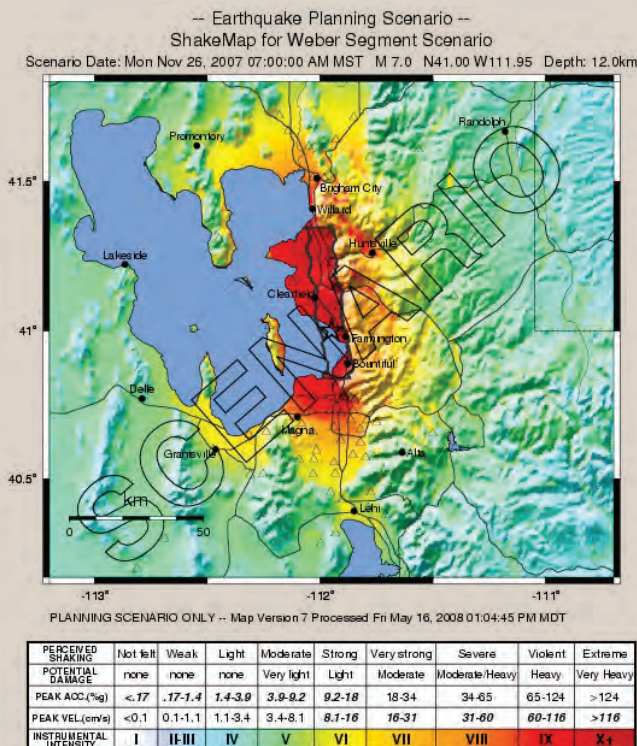 -- Earthquake Planning Scenario --
ShakeMap for Weber Segment Scenario
Scenario Date: Mon Nov 26, 2007 07:00:00 AM MST M 7.0 N41.00 W111.95 Depth: 12.0km
Promontory
Randolph
41.5°
Brigham City
Willard
Huntsville
Lakeside
Clearfield
41°
Farmington
Bountiful
Delle
Magna
Grantsville
Alta
40.5°
km
Lehi
0 50
SCENARIO
-113° -112° -111°
PLANNING SCENARIO ONLY -- Map Version 7 Processed Fri May 16, 2008 01:04:45 PM MDT
PERCEIVED SHAKING Not felt Weak Light Moderate Strong Very strong Severe Violent Extreme
POTENTIAL DAMAGE none none none Very light Light Moderate Moderate/Heavy Heavy Very Heavy
PEAK ACC.(%g) <.17 .17-1.4 1.4-3.9 3.9-9.2 9.2-18 18-34 34-65 65-124 >124
PEAK VEL.(cm/s) <0.1 0.1-1.1 1.1-3.4 3.4-8.1 8.1-16 16-31 31-60 60-116 >116
INSTRUMENTAL INTENSITY I II-III IV V VI VII VIII IX X+